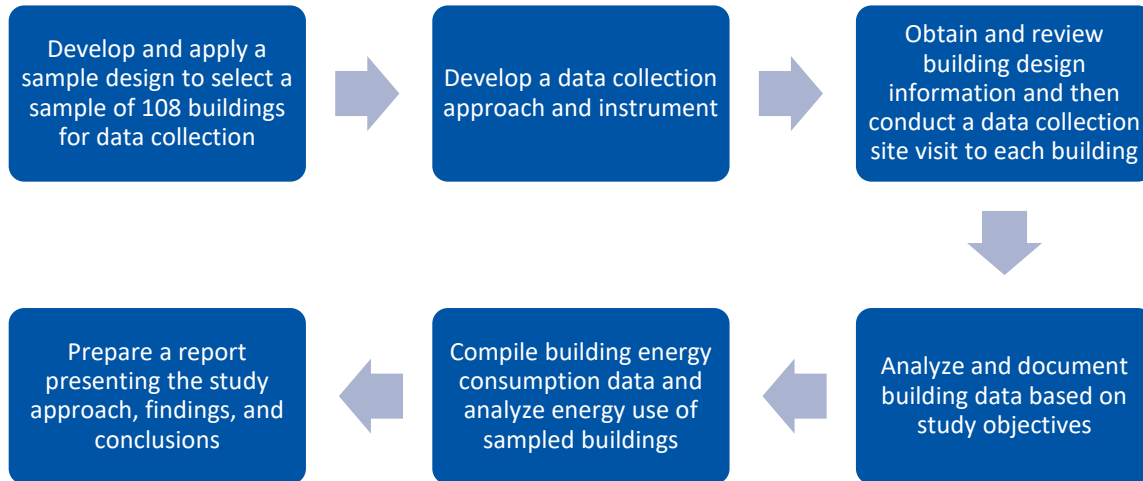 Develop and apply a
sample design to select a
sample of 108 buildings
for data collection
Develop a data collection
approach and instrument
Obtain and review
building design
information and then
conduct a data collection
site visit to each building
Analyze and document
building data based on
study objectives
Compile building energy
consumption data and
analyze energy use of
sampled buildings
Prepare a report
presenting the study
approach, findings, and
conclusions